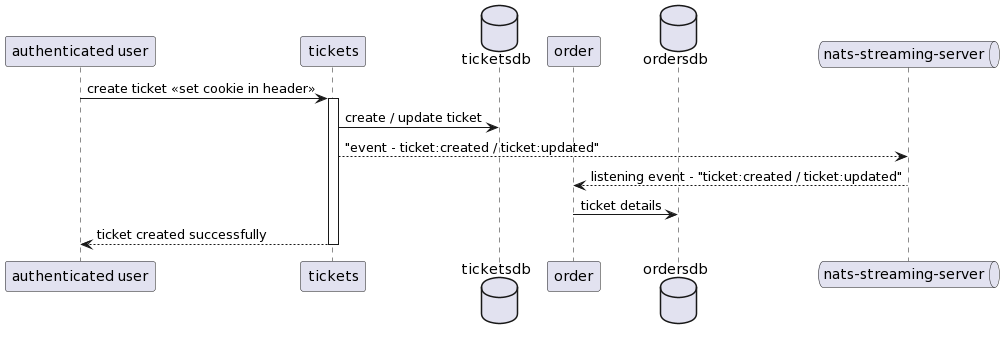 authenticated user
tickets
ticketsdb
order
ordersdb
nats-streaming-server
create ticket «set cookie in header»
create / update ticket
"event - ticket:created / ticket:updated"
listening event - "ticket:created / ticket:updated"
ticket details
ticket created successfully
authenticated user
tickets
ticketsdb
order
ordersdb
nats-streaming-server